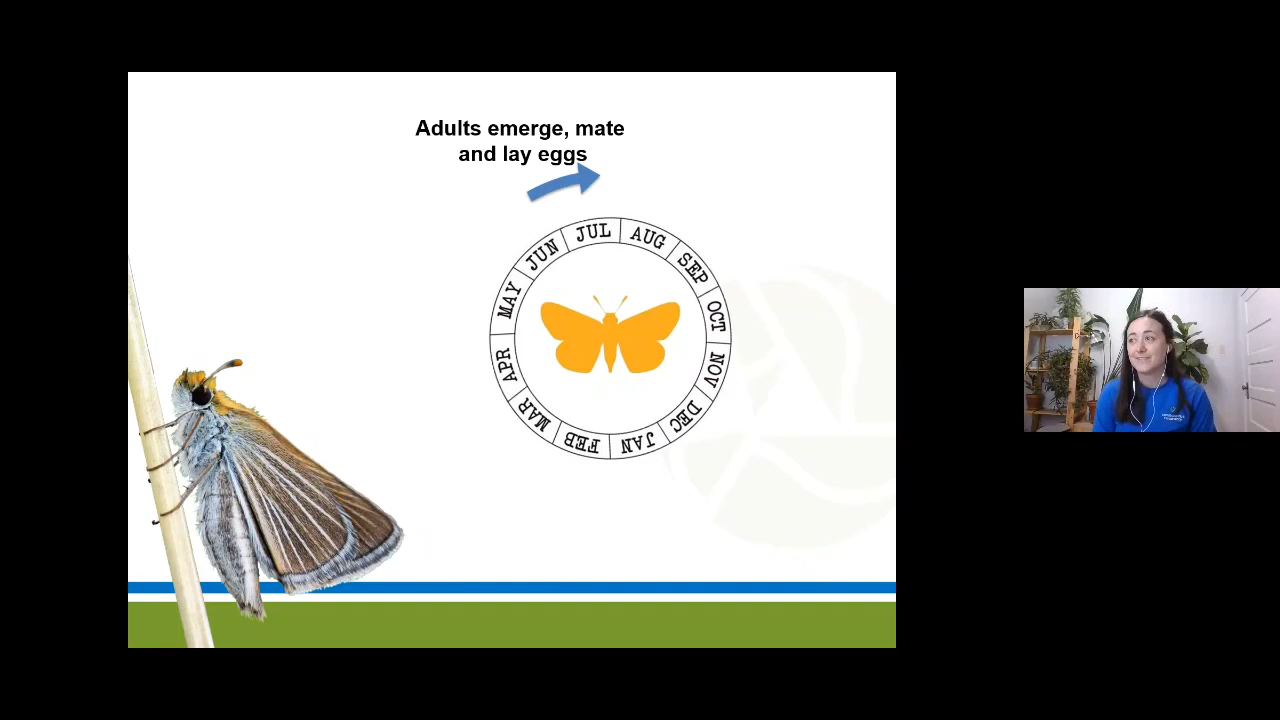 Adults emerge, mate
and lay eggs
JAN
FEB
MAR
APR
MAY
JUN
JUL
AUG
SEP
OCT
NOV
DEC